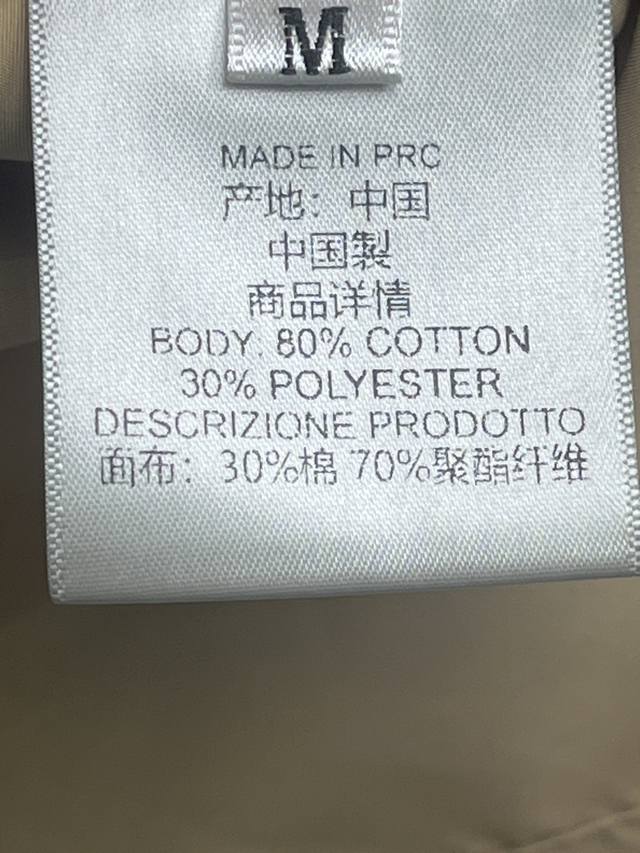 M
MADE IN PRC
产地：中国
中国製
商品详情
BODY: 80% COTTON
30% POLYESTER
DESCRIZIONE PRODOTTO
面布：30%棉 70%聚酯纤维